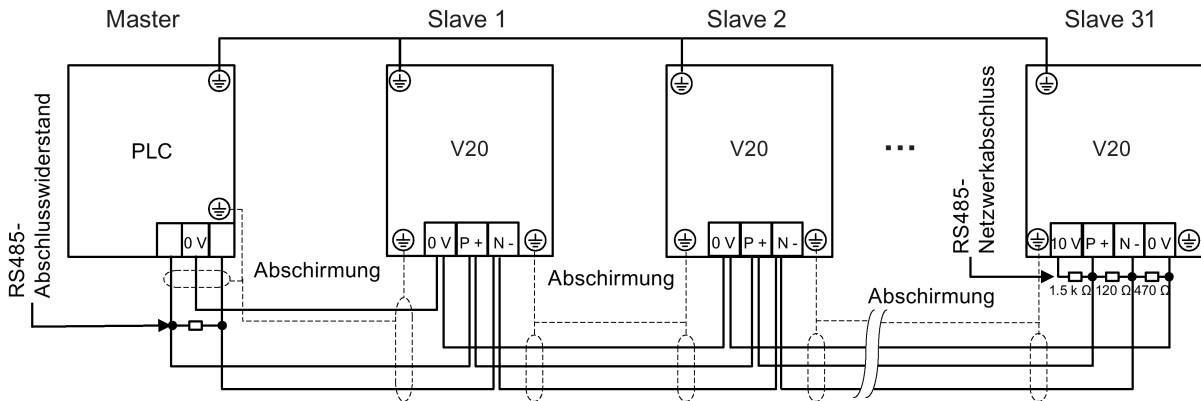 Master
Slave 1
Slave 2
Slave 31
PLC
V20
V20
...
V20
RS485-
Abschlusswiderstand
RS485-
Netzwerkabschluss
0 V
0 V P + N -
0 V P + N -
10 V P + N - 0 V
Abschirmung
Abschirmung
Abschirmung
1.5 k Ω 120 Ω 470 Ω